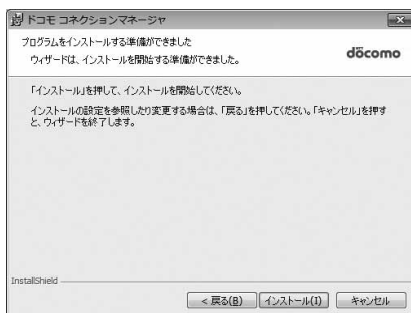 ドコモ コネクションマネージャ
プログラムをインストールする準備ができました
ウィザードは、インストールを開始する準備ができました。
döcomo
「インストール」を押して、インストールを開始してください。
インストールの設定を参照したり変更する場合は、「戻る」を押してください。「キャンセル」を押す
と、ウィザードを終了します。
InstallShield
< 戻る(B)
インストール(I)
キャンセル